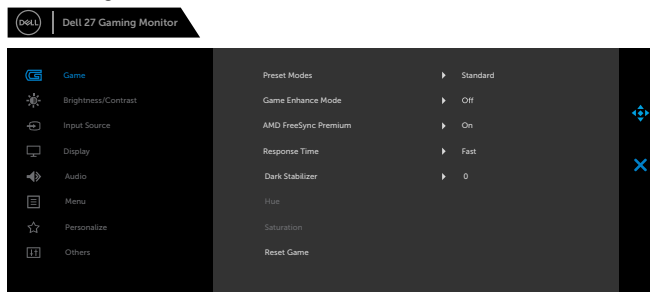 DELL
Dell 27 Gaming Monitor
Game
Preset Modes
Standard
Brightness/Contrast
Game Enhance Mode
Off
Input Source
AMD FreeSync Premium
On
Display
Response Time
Fast
Audio
Dark Stabilizer
0
Menu
Hue
Personalize
Saturation
Others
Reset Game